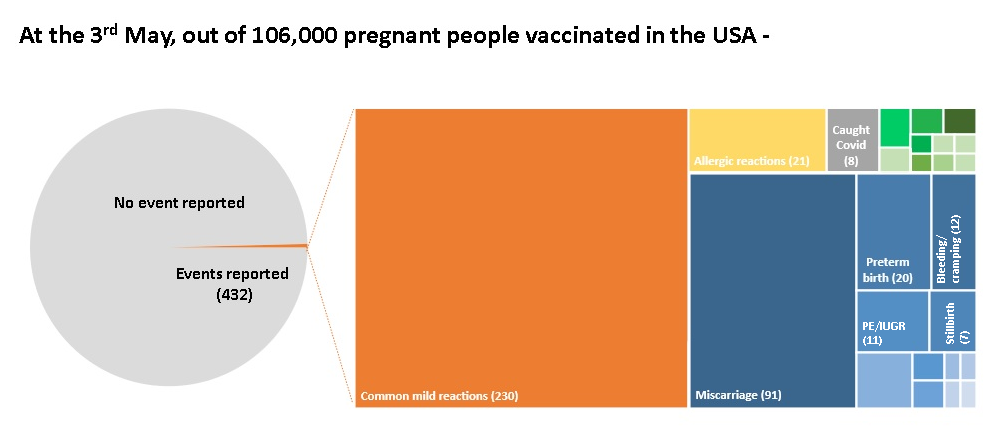 At the 3rd May, out of 106,000 pregnant people vaccinated in the USA -
No event reported
Events reported
(432)
Common mild reactions (230)
Allergic reactions (21)
Caught
Covid
(8)
Miscarriage (91)
Preterm
birth (20)
Bleeding/
cramping (12)
PE/IUGR
(11)
Stillbirth
(7)